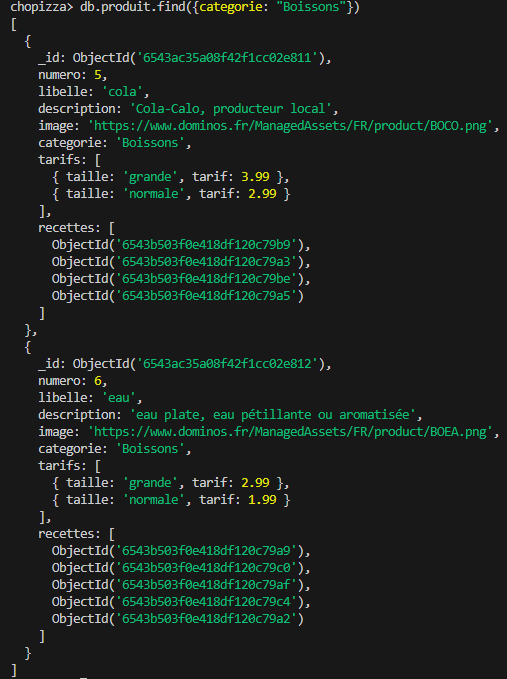 chopizza> db.produit.find({categorie: "Boissons"})
[
  {
    _id: ObjectId('6543ac35a08f42f1cc02e811'),
    numero: 5,
    libelle: 'cola',
    description: 'Cola-Calo, producteur local',
    image: 'https://www.dominos.fr/ManagedAssets/FR/product/BOCO.png',
    categorie: 'Boissons',
    tarifs: [
      { taille: 'grande', tarif: 3.99 },
      { taille: 'normale', tarif: 2.99 }
    ],
    recettes: [
      ObjectId('6543b503f0e418df120c79b9'),
      ObjectId('6543b503f0e418df120c79a3'),
      ObjectId('6543b503f0e418df120c79be'),
      ObjectId('6543b503f0e418df120c79a5')
    ]
  },
  {
    _id: ObjectId('6543ac35a08f42f1cc02e812'),
    numero: 6,
    libelle: 'eau',
    description: 'eau plate, eau pétillante ou aromatisée',
    image: 'https://www.dominos.fr/ManagedAssets/FR/product/BOEA.png',
    categorie: 'Boissons',
    tarifs: [
      { taille: 'grande', tarif: 2.99 },
      { taille: 'normale', tarif: 1.99 }
    ],
    recettes: [
      ObjectId('6543b503f0e418df120c79a9'),
      ObjectId('6543b503f0e418df120c79c0'),
      ObjectId('6543b503f0e418df120c79af'),
      ObjectId('6543b503f0e418df120c79c4'),
      ObjectId('6543b503f0e418df120c79a2')
    ]
  }
]